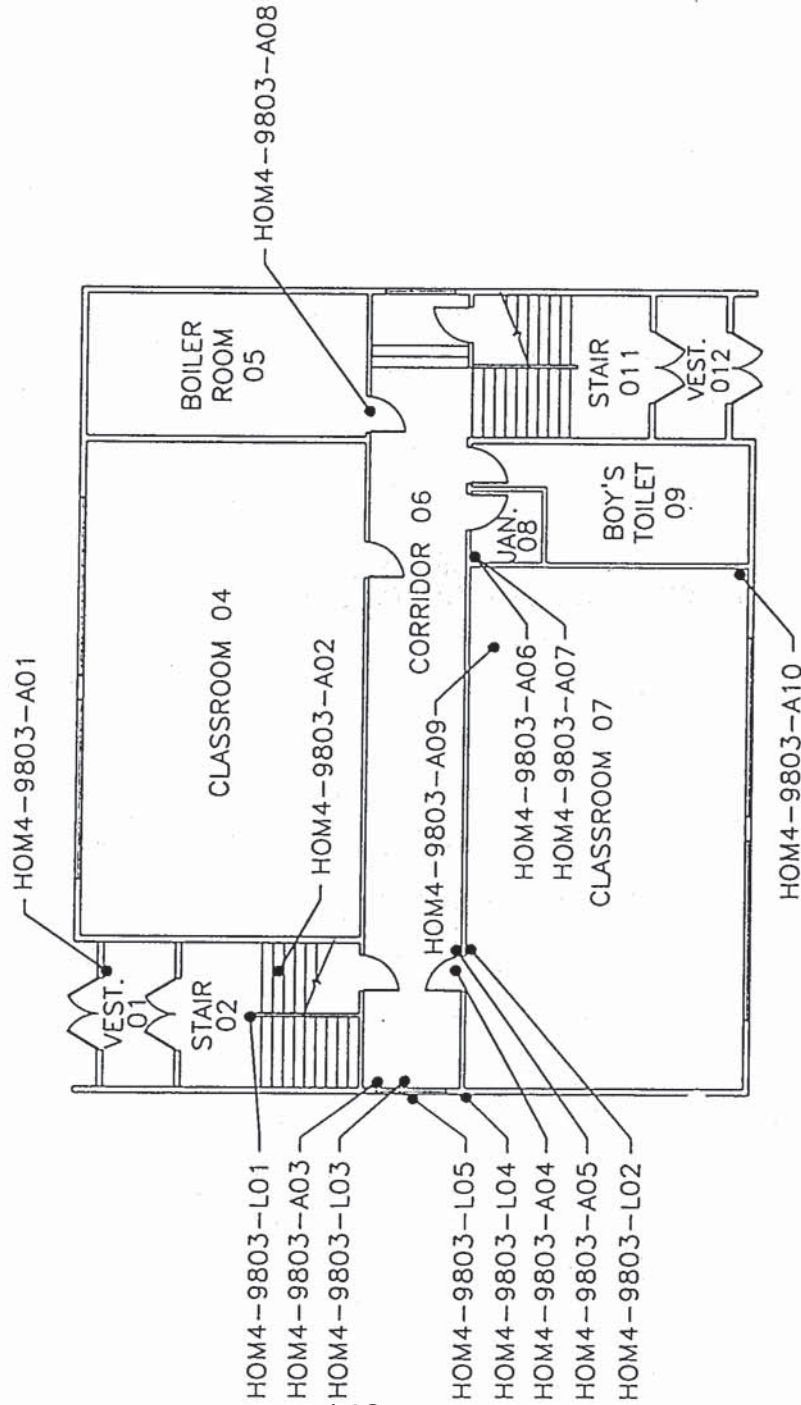 HOM4-9803-A01
HOM4-9803-A08
VEST.
01
STAIR
02
CLASSROOM 04
BOILER
ROOM
05
HOM4-9803-A02
HOM4-9803-L01
HOM4-9803-A03
HOM4-9803-L03
CORRIDOR 06
STAIR
011
VEST.
012
JAN.
08
BOY'S
TOILET
09
HOM4-9803-A09
HOM4-9803-A06
HOM4-9803-A07
CLASSROOM 07
HOM4-9803-L05
HOM4-9803-L04
HOM4-9803-A04
HOM4-9803-A05
HOM4-9803-L02
HOM4-9803-A10